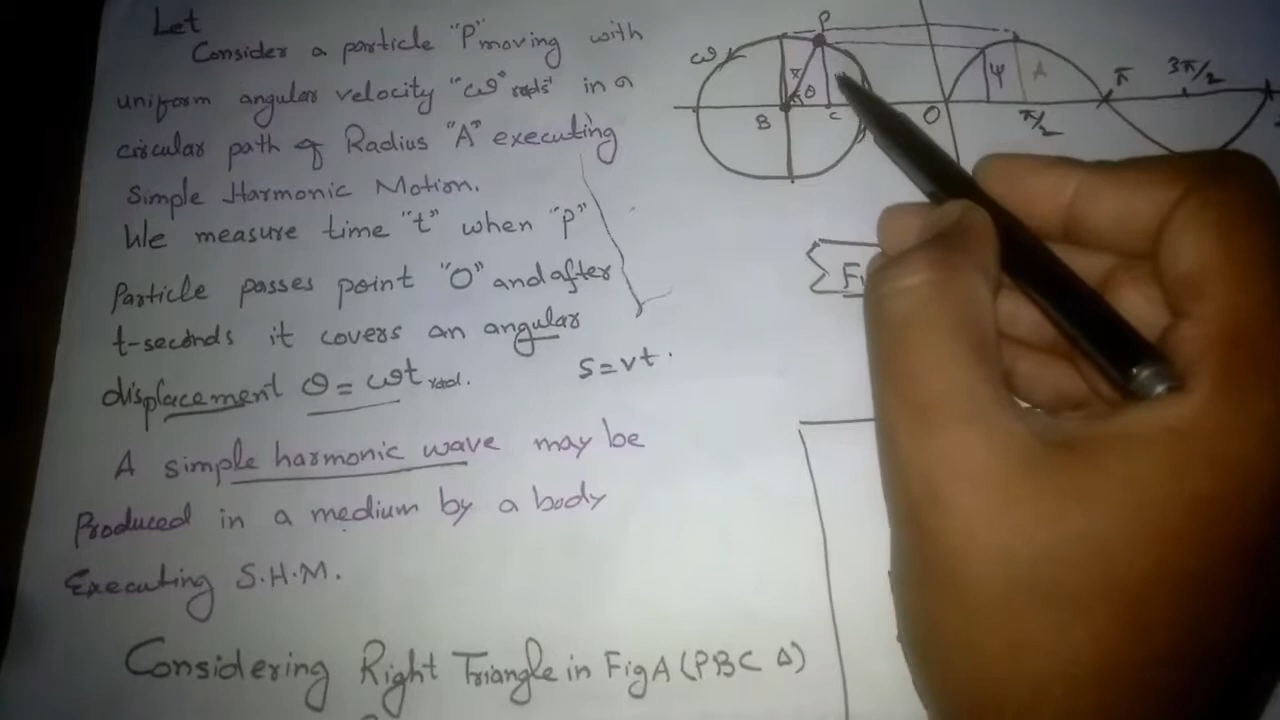 Let
Consider a particle "P" moving with
uniform angular velocity "ω" rad/s in a
circular path of Radius "A" executing
Simple Harmonic Motion.
We measure time "t" when "P"
Particle passes point "O" and after
t-seconds it covers an angular
displacement θ = ωt rad.
S = vt.
A simple harmonic wave may be
Produced in a medium by a body
Executing S.H.M.
Considering Right Triangle in Fig A (PBC Δ)
P
ω
θ
B
C
O
Ψ
A
π/2
π
3π/2